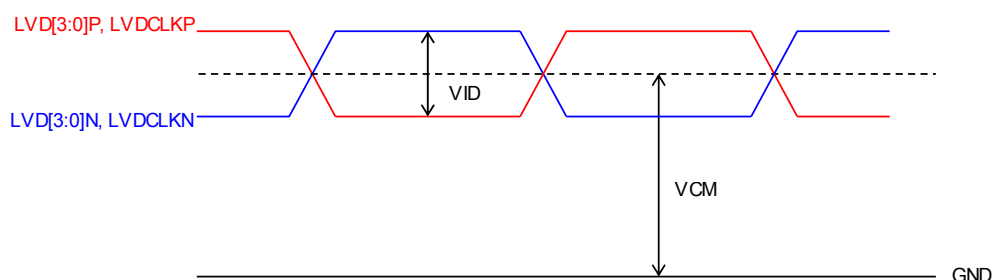 LVD[3:0]P, LVDCLKP
VID
LVD[3:0]N, LVDCLKN
VCM
GND